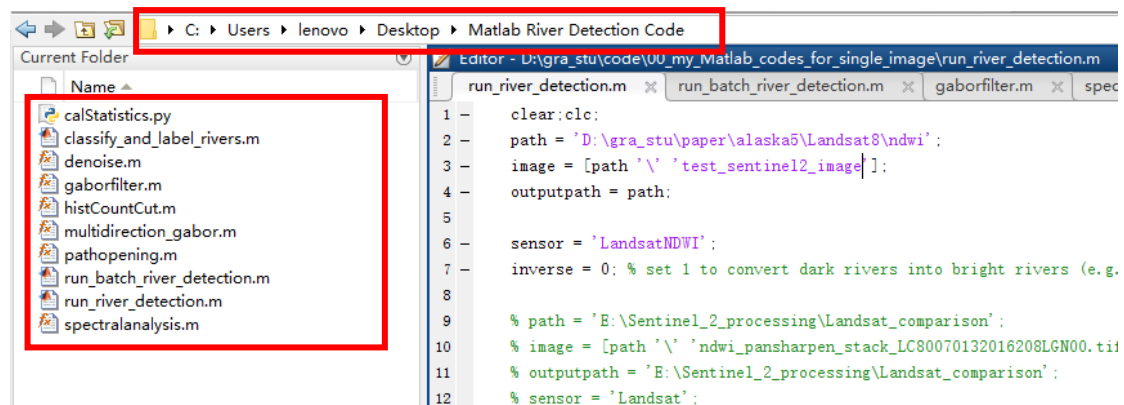 C: Users lenovo Desktop Matlab River Detection Code
Current Folder
Name
calStatistics.py
classify_and_label_rivers.m
denoise.m
gaborfilter.m
histCountCut.m
multidirection_gabor.m
pathopening.m
run_batch_river_detection.m
run_river_detection.m
spectralanalysis.m
Editor - D:\gra_stu\code\00_my_Matlab_codes_for_single_image\run_river_detection.m
run_river_detection.m run_batch_river_detection.m gaborfilter.m spec
1 – clear;clc;
2 – path = 'D:\gra_stu\paper\alaska5\Landsat8\ndwi';
3 – image = [path '\' 'test_sentinel2_image'];
4 – outputpath = path;
5
6 – sensor = 'LandsatNDWI';
7 – inverse = 0; % set 1 to convert dark rivers into bright rivers (e.g.
8
9 % path = 'E:\Sentinel_2_processing\Landsat_comparison';
10 % image = [path '\' 'ndwi_pansharpen_stack_LC80070132016208LGN00.tif
11 % outputpath = 'E:\Sentinel_2_processing\Landsat_comparison';
12 % sensor = 'Landsat';